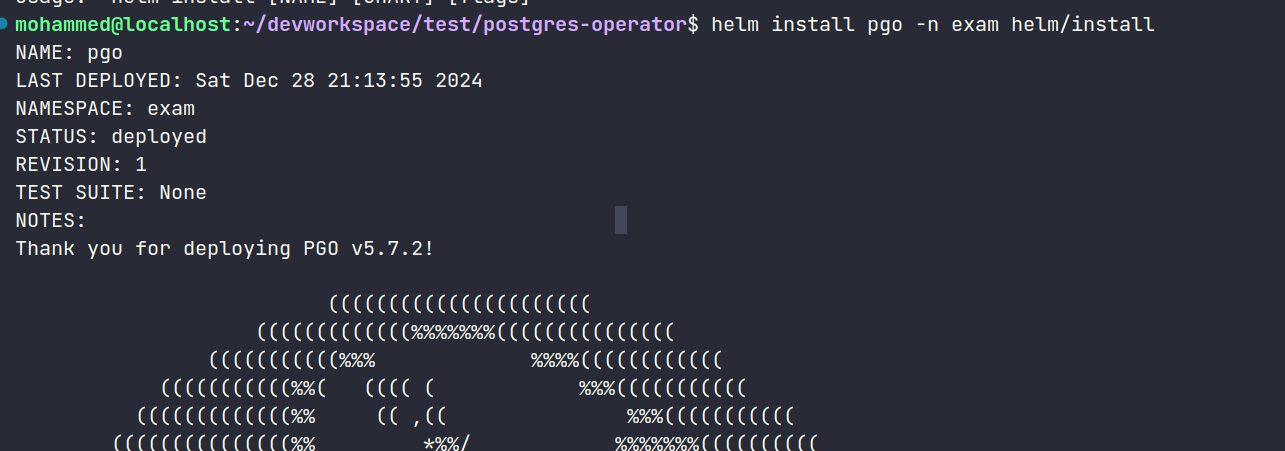 Usage:  helm install [NAME] [CHART] [flags]
mohammed@localhost:~/devworkspace/test/postgres-operator$ helm install pgo -n exam helm/install
NAME: pgo
LAST DEPLOYED: Sat Dec 28 21:13:55 2024
NAMESPACE: exam
STATUS: deployed
REVISION: 1
TEST SUITE: None
NOTES:
Thank you for deploying PGO v5.7.2!
                          ((((((((((((((((((((((
                    (((((((((((((%%%%%%%(((((((((((((((
                (((((((((((%%%             %%%%((((((((((((
            (((((((((((%%(   (((( (            %%%(((((((((((
          (((((((((((((%%     (( ,((               %%%(((((((((((
        (((((((((((((((%%         *%%/            %%%%%%%((((((((((